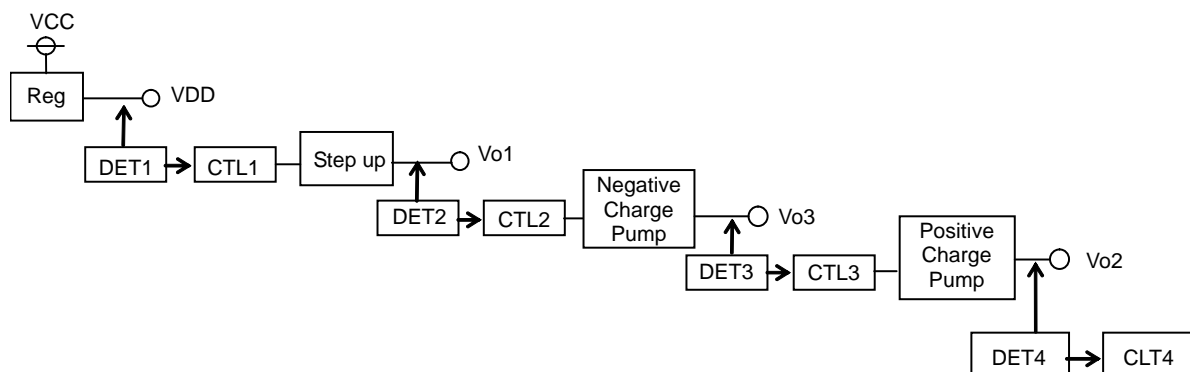 VCC
Reg
VDD
DET1
CTL1
Step up
Vo1
DET2
CTL2
Negative
Charge
Pump
Vo3
DET3
CTL3
Positive
Charge
Pump
Vo2
DET4
CLT4